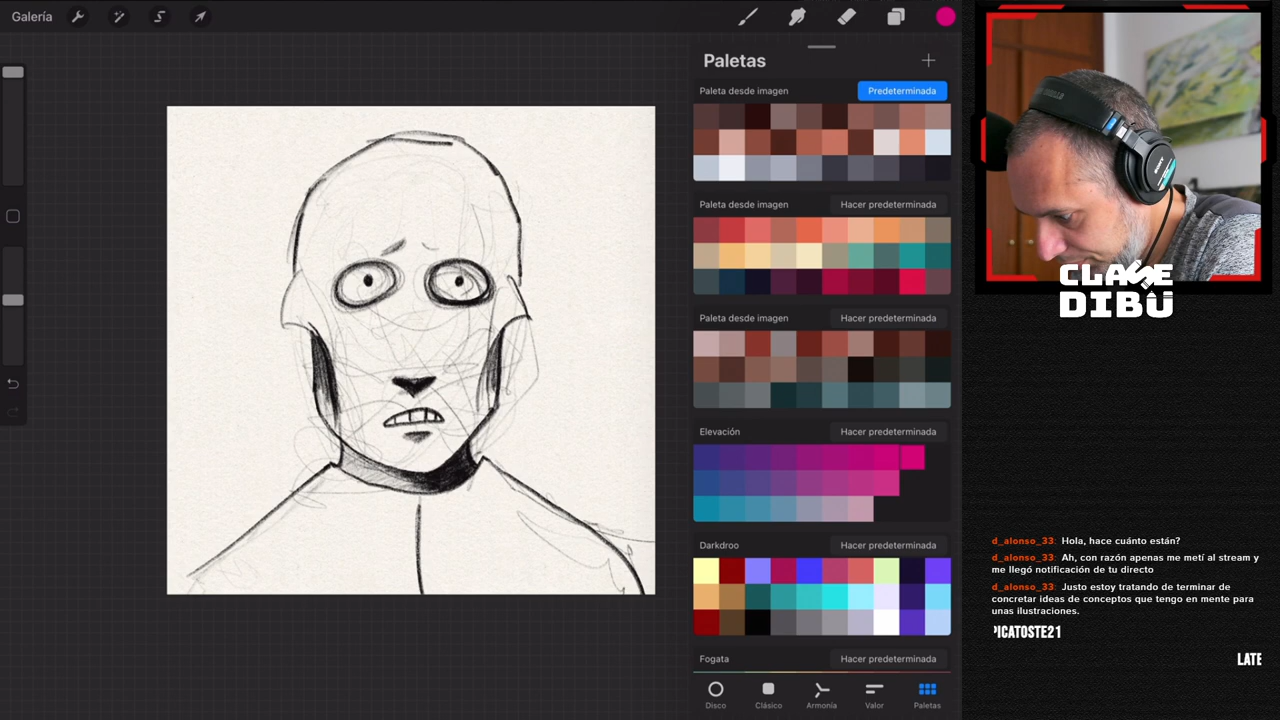 Galería
Paletas
Paleta desde imagen
Predeterminada
Paleta desde imagen
Hacer predeterminada
Paleta desde imagen
Hacer predeterminada
Elevación
Hacer predeterminada
Darkdroo
Hacer predeterminada
Fogata
Hacer predeterminada
Disco
Clásico
Armonía
Valor
Paletas
SONY
CLASE
DIBU
d_alonso_33: Hola, hace cuánto están?
d_alonso_33: Ah, con razón apenas me metí al stream y
me llegó notificación de tu directo
d_alonso_33: Justo estoy tratando de terminar de
concretar ideas de conceptos que tengo en mente para
unas ilustraciones.
PICATOSTE21
LATE